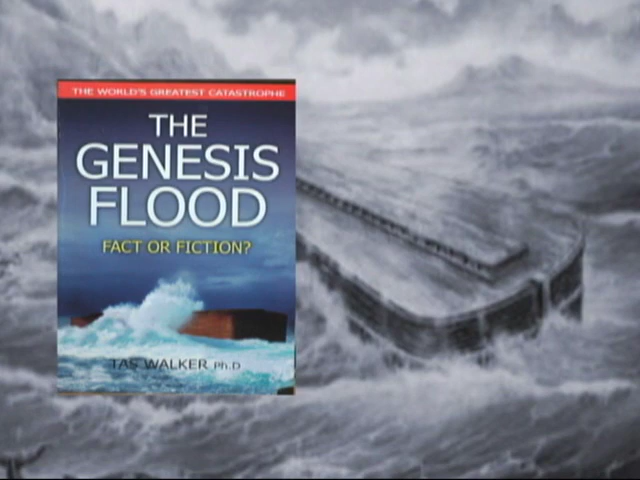 THE WORLD'S GREATEST CATASTROPHE
THE
GENESIS
FLOOD
FACT OR FICTION?
TAS WALKER Ph.D